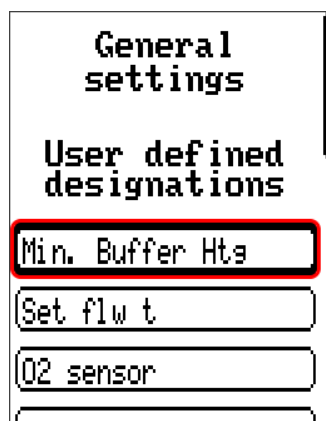 General
settings
User defined
designations
Min. Buffer Htg
Set flw t
O2 sensor